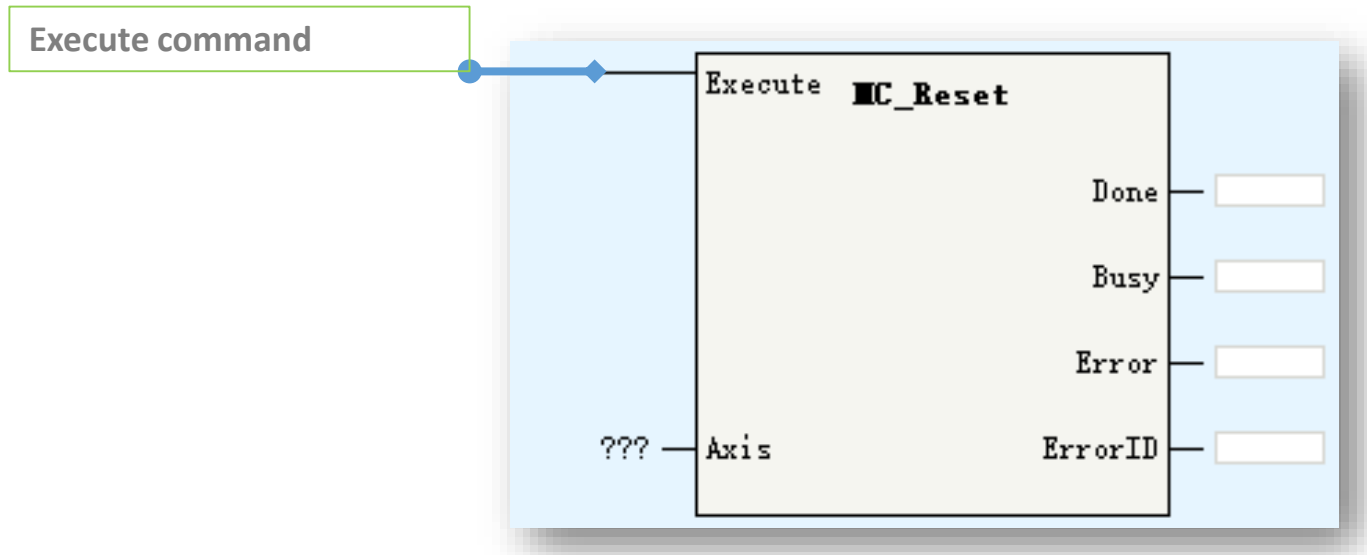 Execute command
Execute MC_Reset
Done
Busy
Error
??? Axis ErrorID